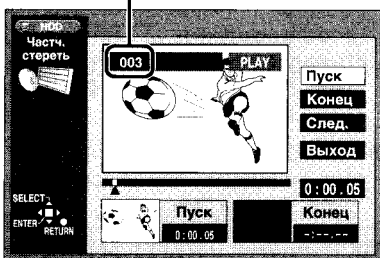 HDD
Частч.
стереть
003
PLAY
Пуск
Конец
След.
Выход
0:00.05
SELECT
ENTER
RETURN
Пуск
0:00.05
Конец
-:--.--